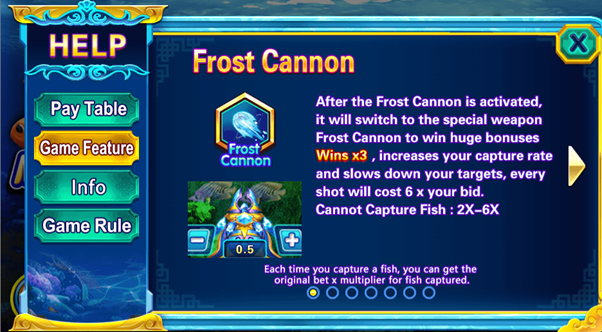 HELP
Pay Table
Game Feature
Info
Game Rule
X
Frost Cannon
Frost
Cannon
After the Frost Cannon is activated,
it will switch to the special weapon
Frost Cannon to win huge bonuses
Wins x3 , increases your capture rate
and slows down your targets, every
shot will cost 6 x your bid.
Cannot Capture Fish : 2X-6X
- 0.5 +
Each time you capture a fish, you can get the
original bet x multiplier for fish captured.